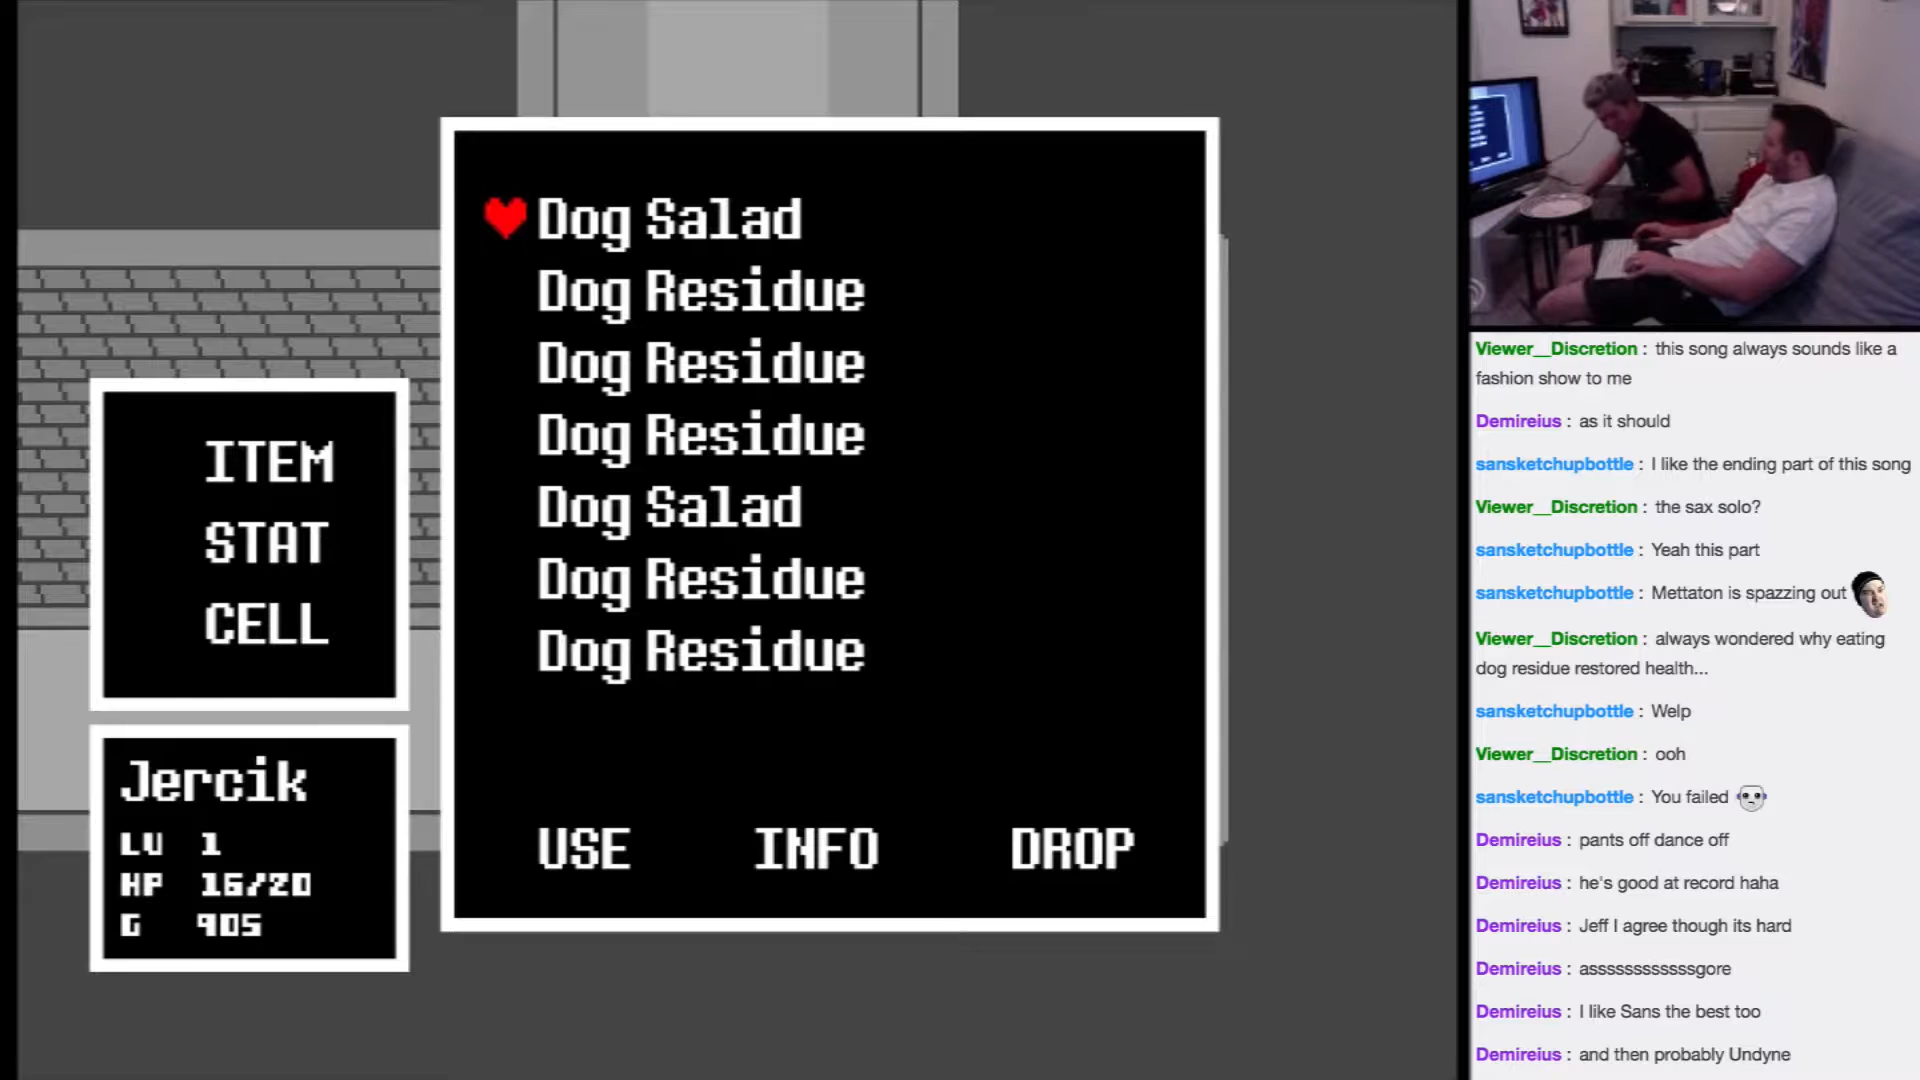 Dog Salad
Dog Residue
Dog Residue
Dog Residue
Dog Salad
Dog Residue
Dog Residue
USE INFO DROP
ITEM
STAT
CELL
Jercik
LV 1
HP 16/20
G 905
Viewer__Discretion : this song always sounds like a
fashion show to me
Demireius : as it should
sansketchupbottle : I like the ending part of this song
Viewer__Discretion : the sax solo?
sansketchupbottle : Yeah this part
sansketchupbottle : Mettaton is spazzing out
Viewer__Discretion : always wondered why eating
dog residue restored health...
sansketchupbottle : Welp
Viewer__Discretion : ooh
sansketchupbottle : You failed
Demireius : pants off dance off
Demireius : he's good at record haha
Demireius : Jeff I agree though its hard
Demireius : assssssssssssgore
Demireius : I like Sans the best too
Demireius : and then probably Undyne